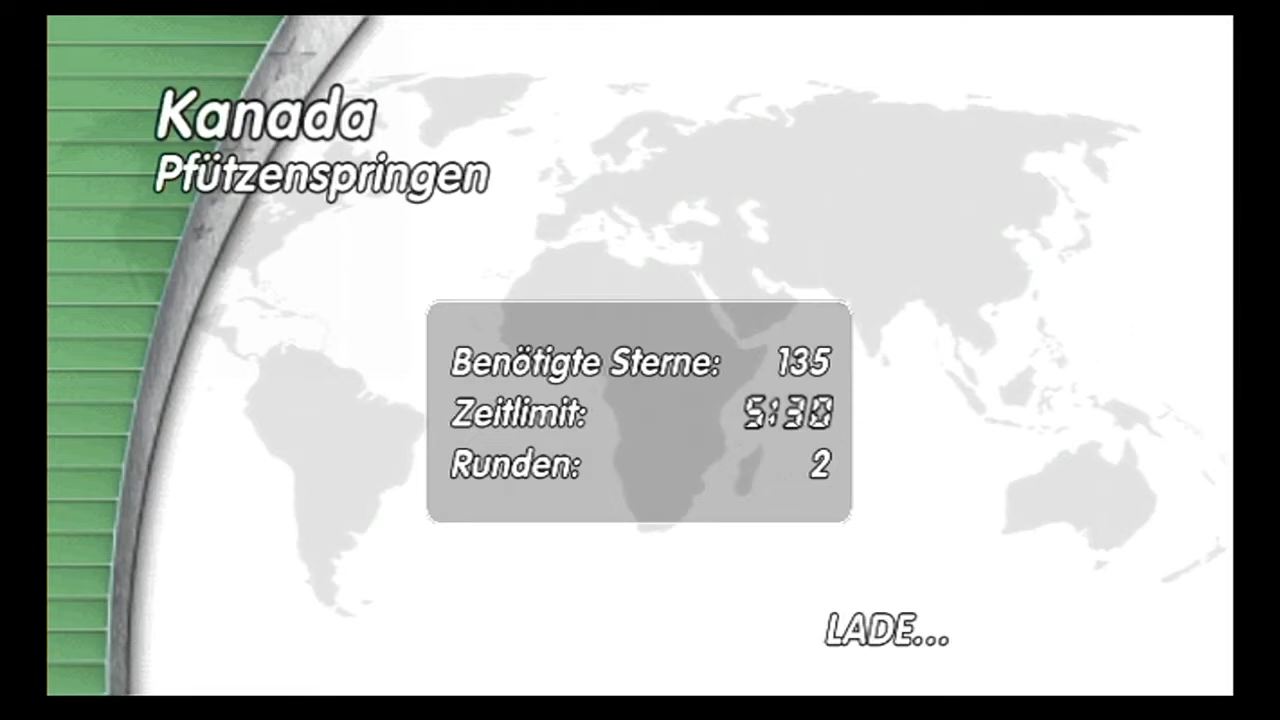 Kanada
Pfützenspringen
Benötigte Sterne: 135
Zeitlimit: 5:30
Runden: 2
LADE...